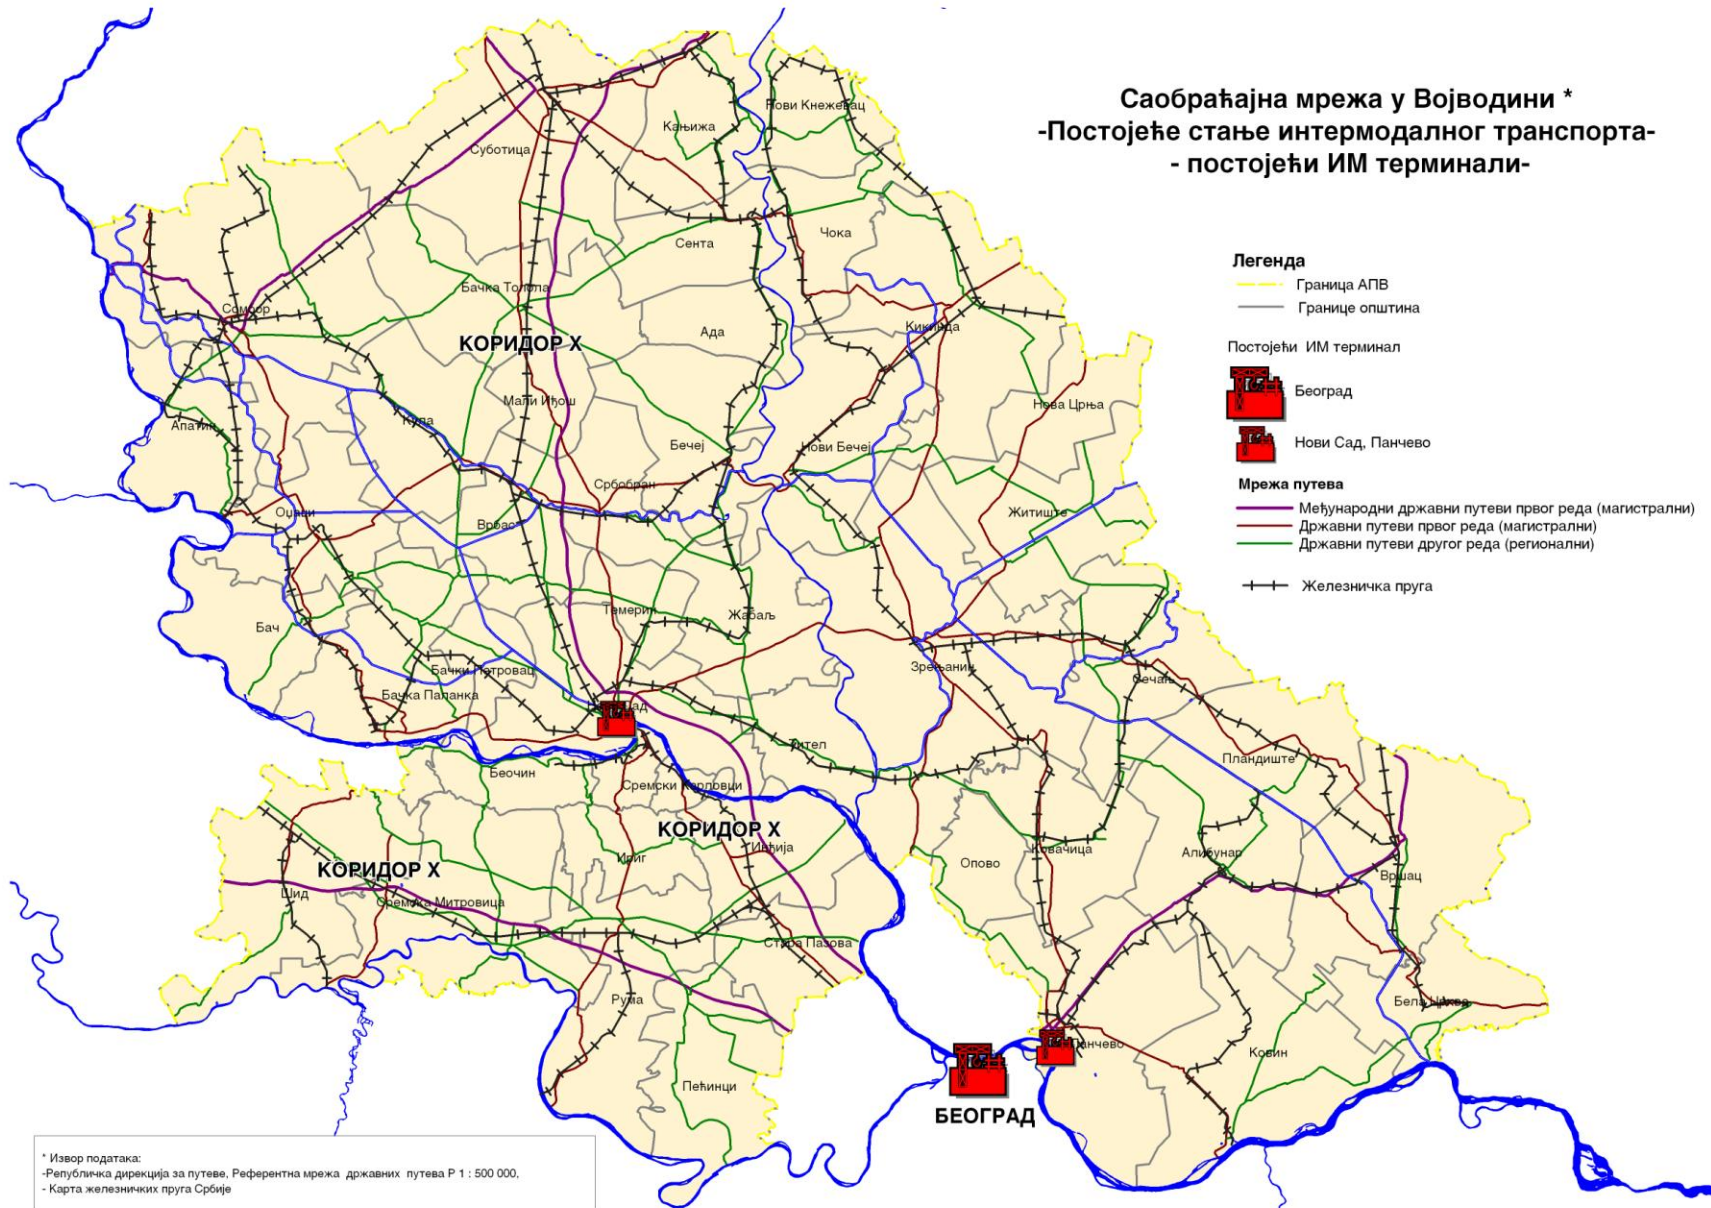 Саобраћајна мрежа у Војводини *
-Постојеће стање интермодалног транспорта-
- постојећи ИМ терминали-
Легенда
Граница АПВ
Границе општина
Постојећи ИМ терминал
Београд
Нови Сад, Панчево
Мрежа путева
Међународни државни путеви првог реда (магистрални)
Државни путеви првог реда (магистрални)
Државни путеви другог реда (регионални)
Железничка пруга
Нови Кнежевац
Кањижа
Суботица
Чока
Сента
Бачка Топола
Сомбор
Кикинда
Ада
КОРИДОР X
Мали Иђош
Нова Црња
Апатин
Кула
Бечеј
Нови Бечеј
Србобран
Оџаци
Врбас
Житиште
Темерин
Жабаљ
Бач
Зрењанин
Бачки Петровац
Сечањ
Бачка Паланка
Тител
Пландиште
Беочин
Сремски Карловци
КОРИДОР X
Инђија
Ковачица
Алибунар
Ириг
Опово
КОРИДОР X
Вршац
Шид
Сремска Митровица
Стара Пазова
Рума
Бела Црква
Панчево
Ковин
Пећинци
БЕОГРАД
* Извор података:
-Републичка дирекција за путеве, Референтна мрежа државних путева Р 1 : 500 000,
- Карта железничких пруга Србије